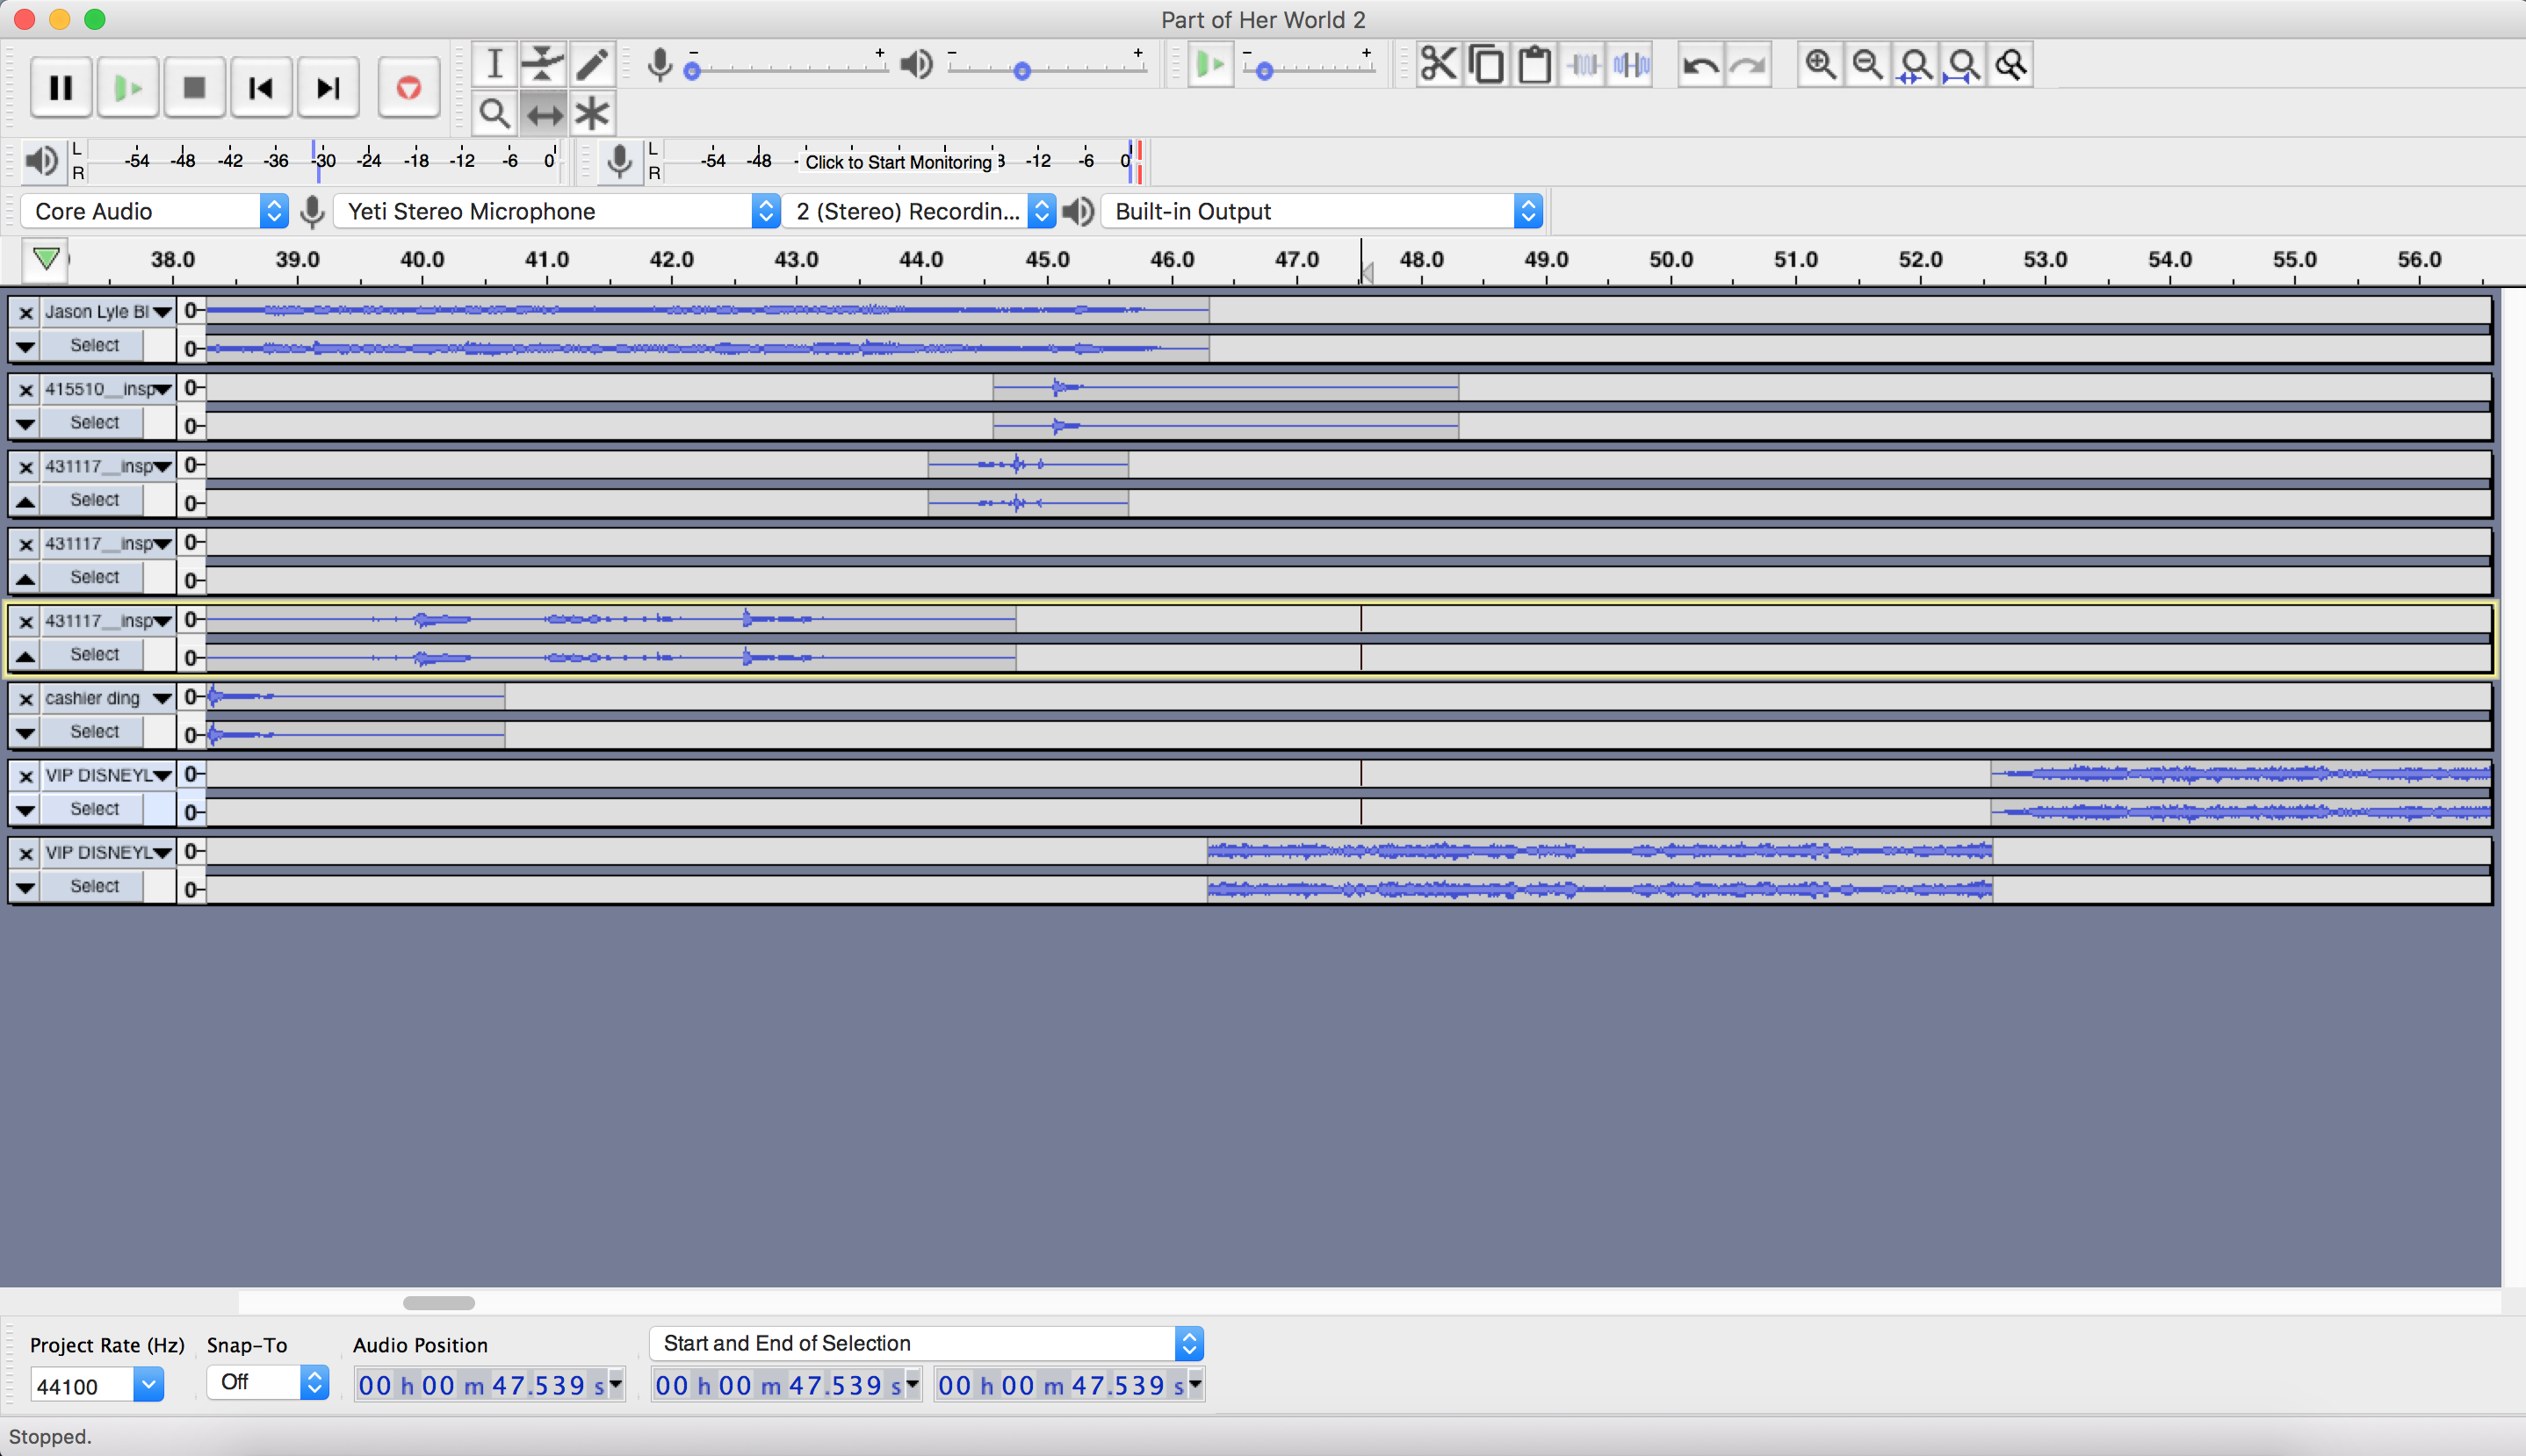 Part of Her World 2
- + - + - +
L
R
-54 -48 -42 -36 -30 -24 -18 -12 -6 0
L
R
-54 -48 - Click to Start Monitoring -12 -6 0
Core Audio Yeti Stereo Microphone 2 (Stereo) Recordin... Built-in Output
38.0 39.0 40.0 41.0 42.0 43.0 44.0 45.0 46.0 47.0 48.0 49.0 50.0 51.0 52.0 53.0 54.0 55.0 56.0
Jason Lyle Bl 0-
Select 0-
415510__insp 0-
Select 0-
431117__insp 0-
Select 0-
431117__insp 0-
Select 0-
431117__insp 0-
Select 0-
cashier ding 0-
Select 0-
VIP DISNEYL 0-
Select 0-
VIP DISNEYL 0-
Select 0-
Project Rate (Hz) Snap-To Audio Position Start and End of Selection
44100 Off 00 h 00 m 47.539 s 00 h 00 m 47.539 s 00 h 00 m 47.539 s
Stopped.